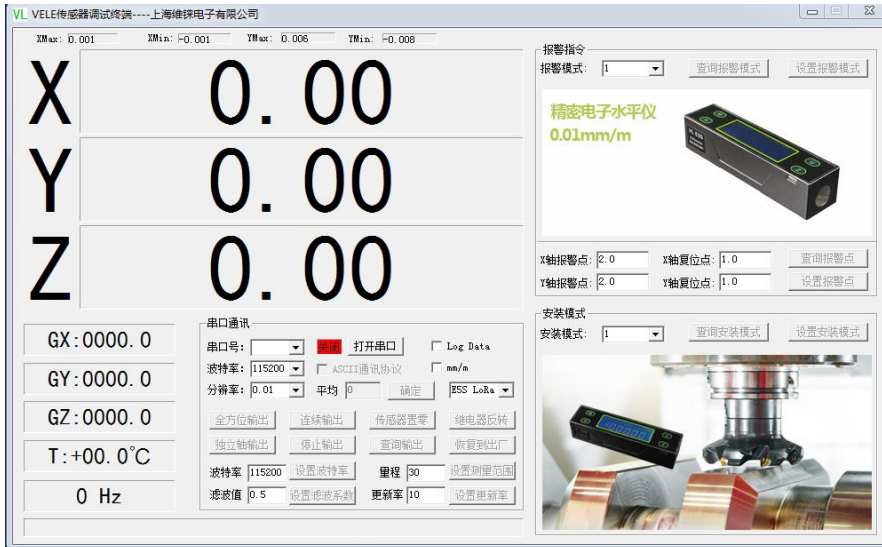 VL VELE传感器调试终端----上海维铼电子有限公司
XMax: 0.001 XMin: -0.001 YMax: 0.006 YMin: -0.008
X 0.00
Y 0.00
Z 0.00
GX:0000.0
GY:0000.0
GZ:0000.0
T:+00.0℃
0 Hz
串口通讯
串口号: 关闭 打开串口 Log Data
波特率: 115200 ASCII通讯协议 mm/m
分辨率: 0.01 平均 0 确定 E5S LoRa
全方位输出 连续输出 传感器置零 继电器反转
独立轴输出 停止输出 查询输出 恢复到出厂
波特率 115200 设置波特率 量程 30 设置测量范围
滤波值 0.5 设置滤波系数 更新率 10 设置更新率
报警指令
报警模式: 1 查询报警模式 设置报警模式
精密电子水平仪
0.01mm/m
X轴报警点: 2.0 X轴复位点: 1.0 查询报警点
Y轴报警点: 2.0 Y轴复位点: 1.0 设置报警点
安装模式
安装模式: 1 查询安装模式 设置安装模式